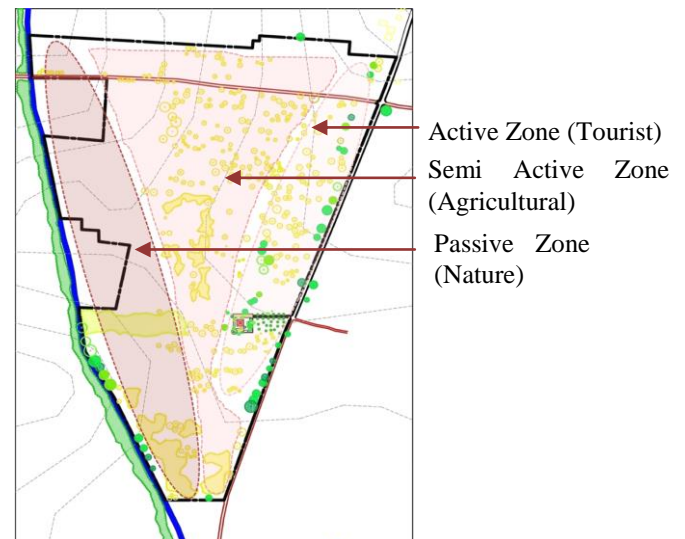 Active Zone (Tourist)
Semi Active Zone
(Agricultural)
Passive Zone
(Nature)